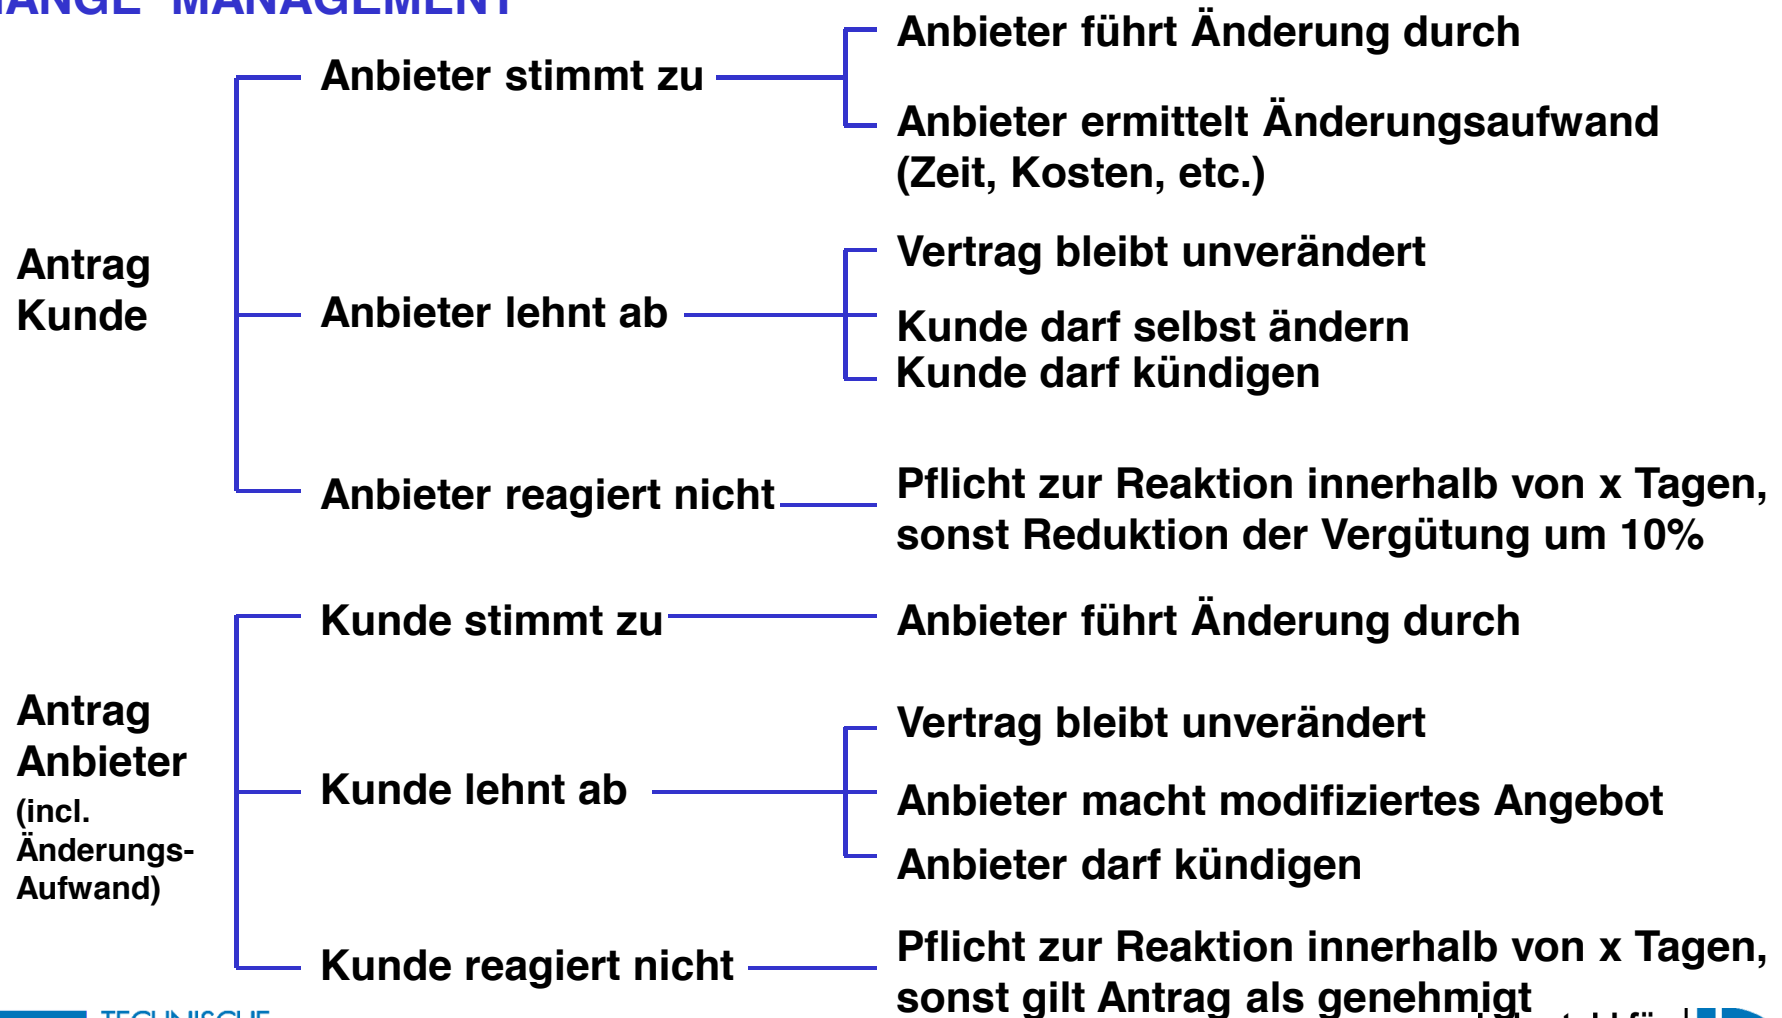 MANAGEMENT
Anbieter führt Änderung durch
Anbieter stimmt zu
Anbieter ermittelt Änderungsaufwand
(Zeit, Kosten, etc.)
Antrag
Kunde
Vertrag bleibt unverändert
Anbieter lehnt ab
Kunde darf selbst ändern
Kunde darf kündigen
Anbieter reagiert nicht
Pflicht zur Reaktion innerhalb von x Tagen,
sonst Reduktion der Vergütung um 10%
Antrag
Anbieter
(incl.
Änderungs-
Aufwand)
Kunde stimmt zu
Anbieter führt Änderung durch
Vertrag bleibt unverändert
Kunde lehnt ab
Anbieter macht modifiziertes Angebot
Anbieter darf kündigen
Kunde reagiert nicht
Pflicht zur Reaktion innerhalb von x Tagen,
sonst gilt Antrag als genehmigt
TECHNISCHE